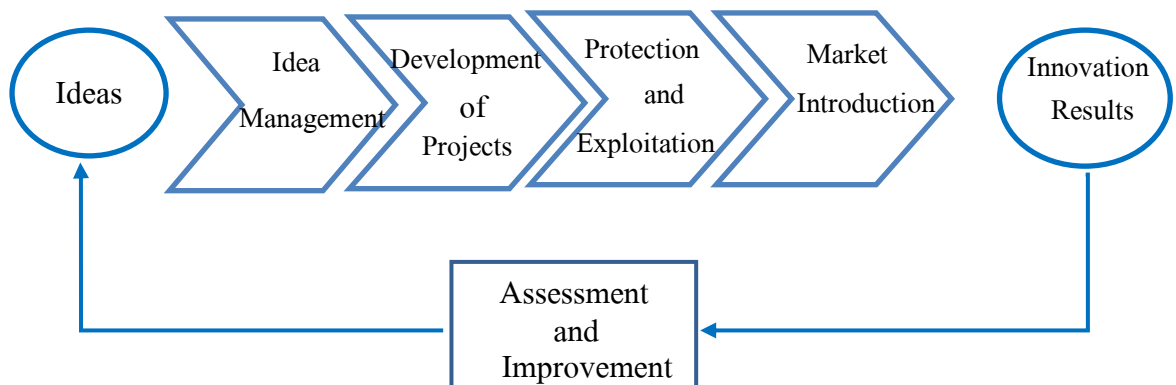 Ideas
Idea
Management
Development
of
Projects
Protection
and
Exploitation
Market
Introduction
Innovation
Results
Assessment
and
Improvement